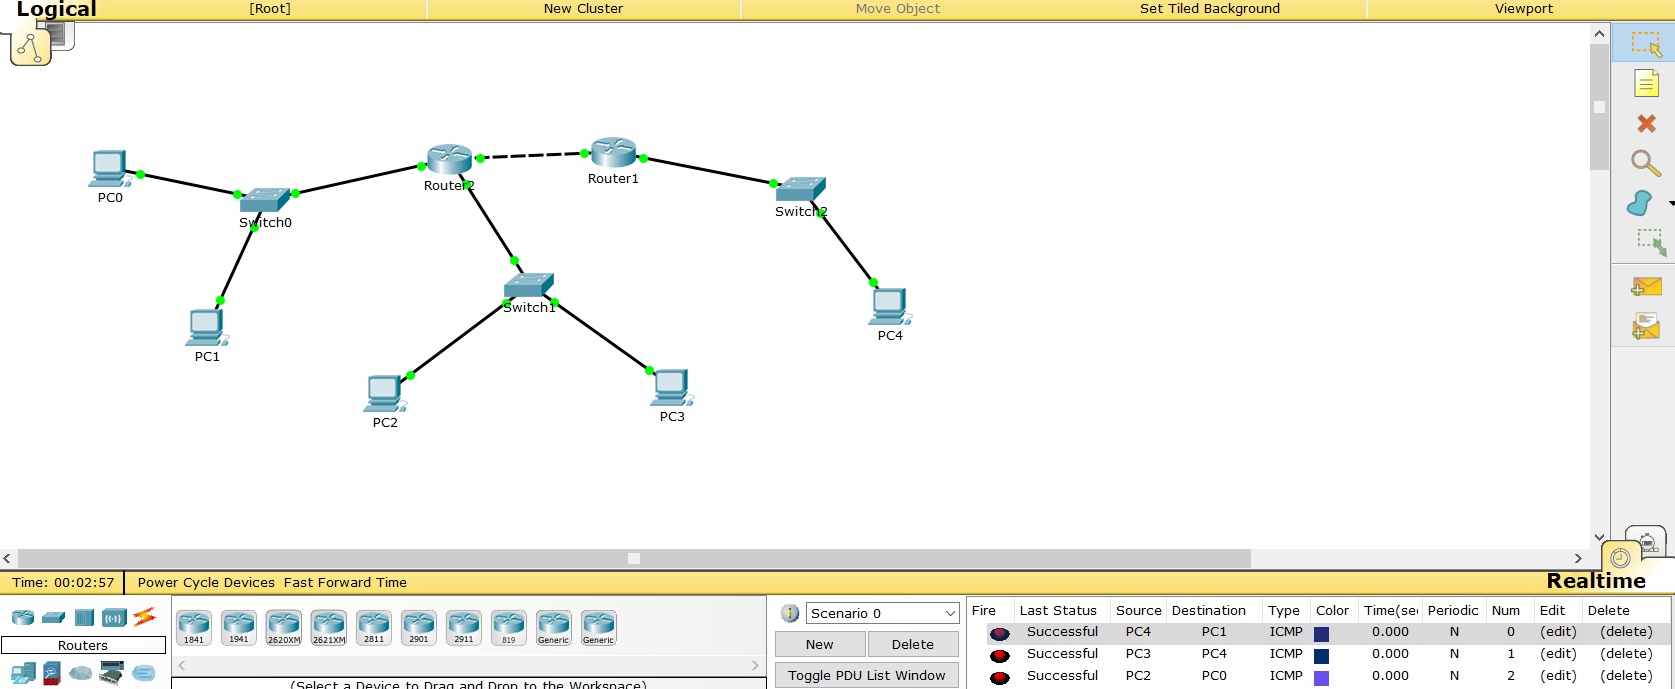 Logical [Root] New Cluster Move Object Set Tiled Background Viewport
PC0
Router2
Router1
Switch0
Switch2
PC1
Switch1
PC4
PC2
PC3
Realtime
Time: 00:02:57 Power Cycle Devices Fast Forward Time
Routers
1841 1941 2620XM 2621XM 2811 2901 2911 819 Generic Generic
(Select a Device to Drag and Drop to the Workspace)
Scenario 0
New Delete
Toggle PDU List Window
Fire Last Status Source Destination Type Color Time(sec Periodic Num Edit Delete
Successful PC4 PC1 ICMP 0.000 N 0 (edit) (delete)
Successful PC3 PC4 ICMP 0.000 N 1 (edit) (delete)
Successful PC2 PC0 ICMP 0.000 N 2 (edit) (delete)